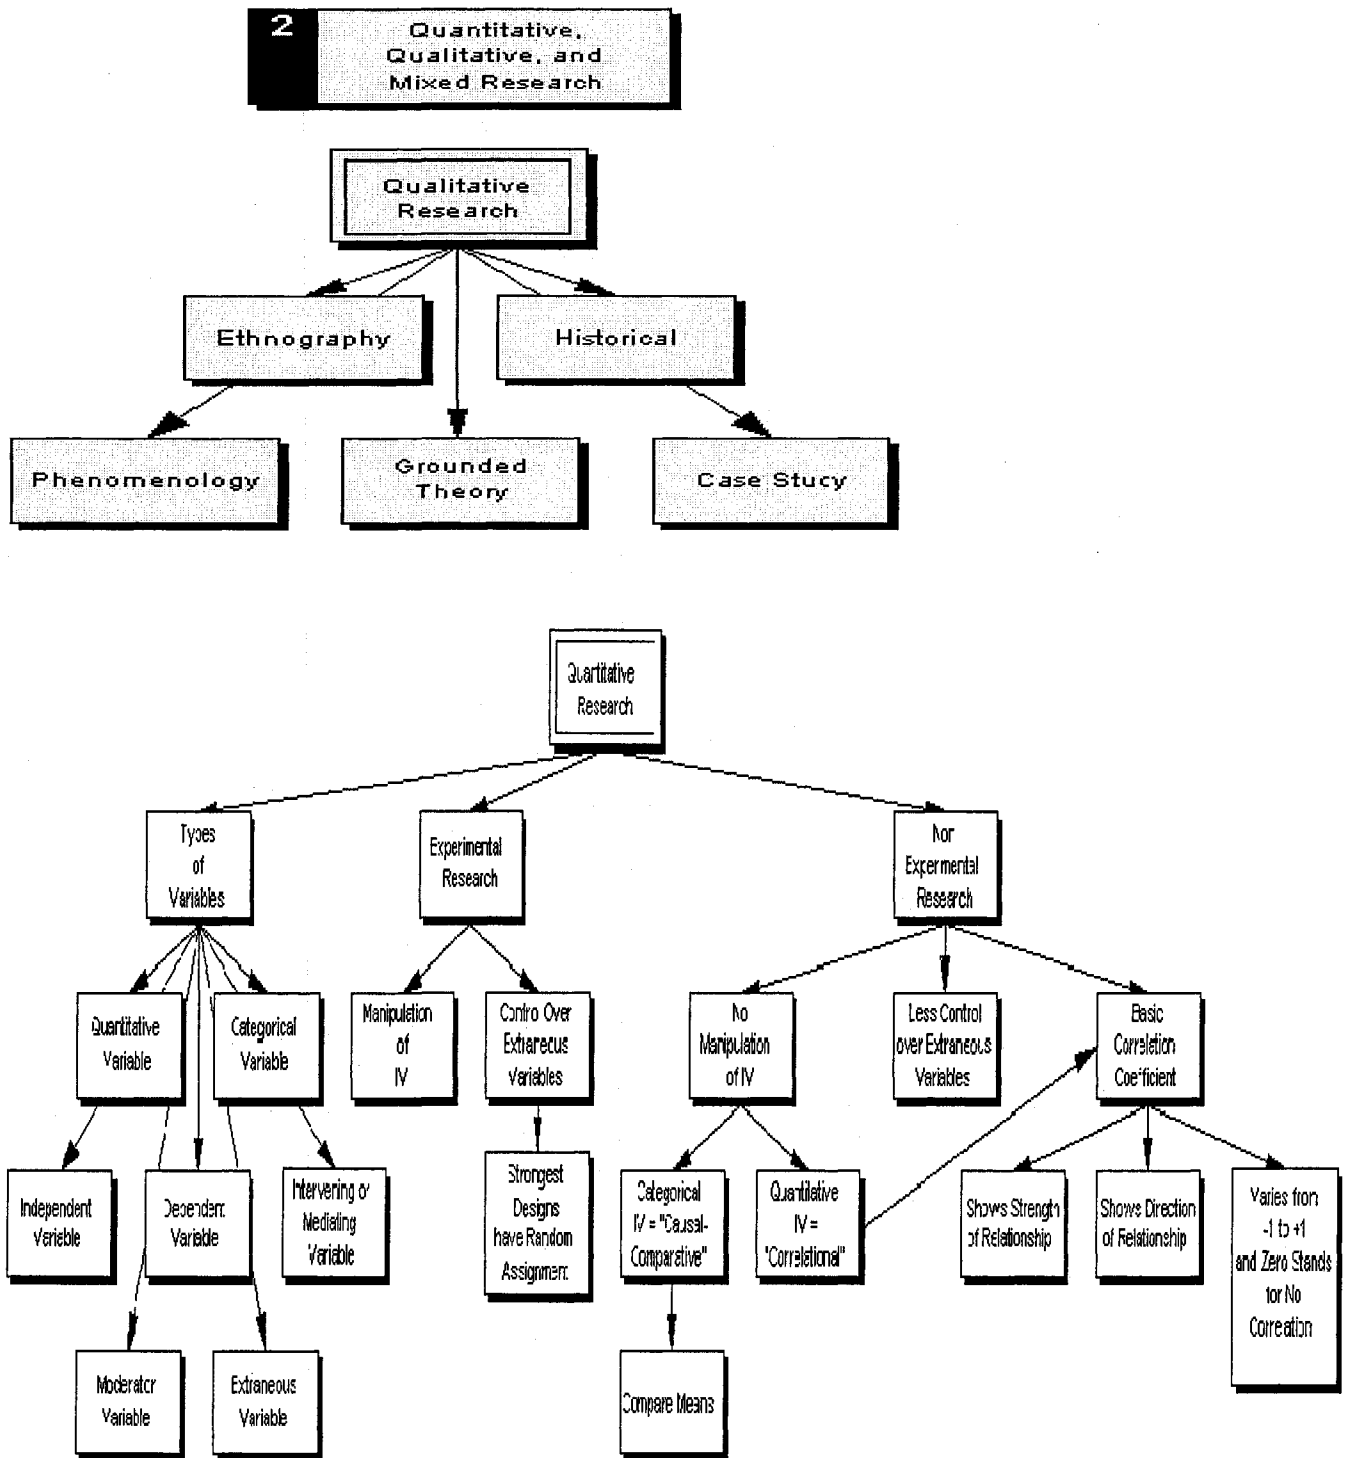 2
Quantitative,
Qualitative, and
Mixed Research
Qualitative
Research
Ethnography
Historical
Phenomenology
Grounded
Theory
Case Stucy
Quartitative
Research
Types
of
Variables
Experimental
Research
Nor
Expermental
Research
Quantitative
Variable
Categorical
Variable
Manipulation
of
IV
Contro Over
Extraneous
Variables
No
Manipulation
of IV
Less Control
over Extraneous
Variables
Basic
Correlation
Coefficient
Independent
Variable
Dependent
Variable
Intervening or
Mediating
Variable
Strongest
Designs
have Random
Assignment
Categorical
IV = "Causal-
Comparative"
Quantitative
IV =
"Correlational"
Shows Strength
of Relationship
Shows Direction
of Relationship
Varies from
-1 to +1
and Zero Stands
for No
Correation
Moderator
Variable
Extraneous
Variable
Compare Means